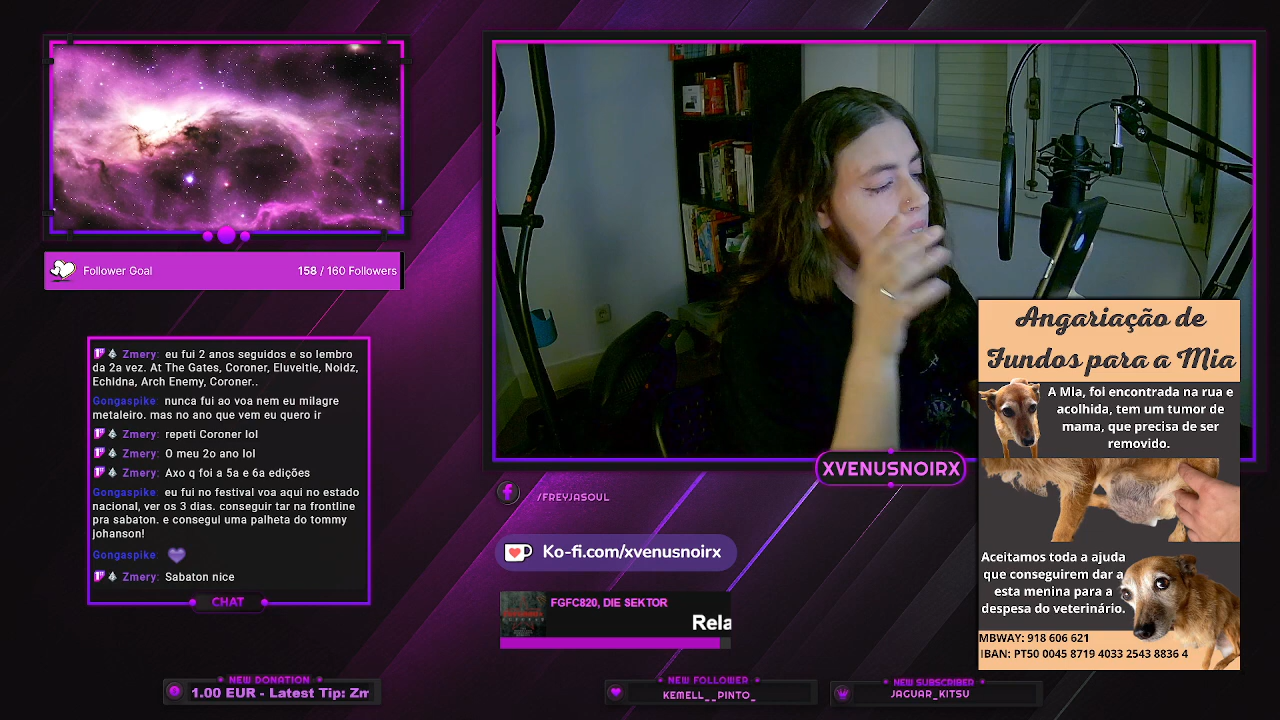 Follower Goal
158 / 160 Followers
Zmery: eu fui 2 anos seguidos e so lembro
da 2a vez. At The Gates, Coroner, Eluveitie, Noidz,
Echidna, Arch Enemy, Coroner..
Gongaspike: nunca fui ao voa nem eu milagre
metaleiro. mas no ano que vem eu quero ir
Zmery: repeti Coroner lol
Zmery: O meu 2o ano lol
Zmery: Axo q foi a 5a e 6a edições
Gongaspike: eu fui no festival voa aqui no estado
nacional, ver os 3 dias. conseguir tar na frontline
pra sabaton. e consegui uma palheta do tommy
johanson!
Gongaspike:
Zmery: Sabaton nice
CHAT
XVENUSNOIRX
/FREYJASOUL
Ko-fi.com/xvenusnoirx
FGFC820, DIE SEKTOR
Rela
Angariação de
Fundos para a Mia
A Mia, foi encontrada na rua e
acolhida, tem um tumor de
mama, que precisa de ser
removido.
Aceitamos toda a ajuda
que conseguirem dar a
esta menina para a
despesa do veterinário.
MBWAY: 918 606 621
IBAN: PT50 0045 8719 4033 2543 8836 4
NEW DONATION
1.00 EUR - Latest Tip: Zm
NEW FOLLOWER
KEMELL__PINTO_
NEW SUBSCRIBER
JAGUAR_KITSU